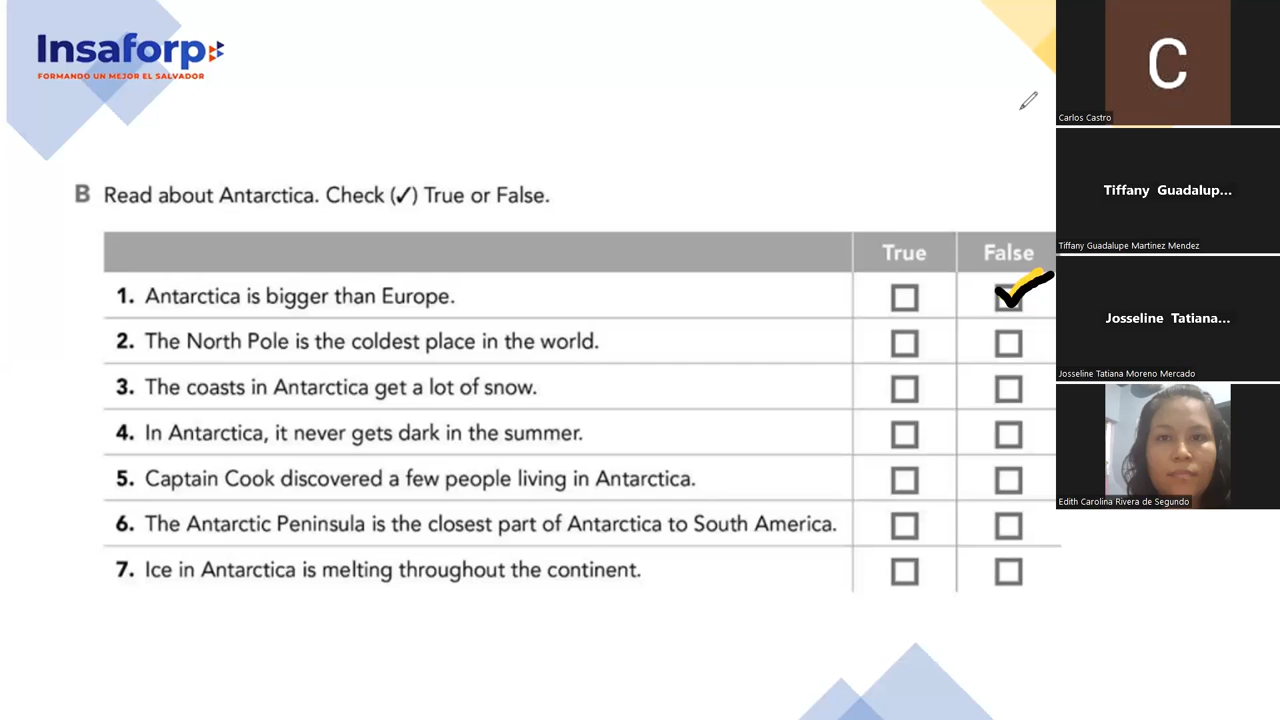 Insaforp
FORMANDO UN MEJOR EL SALVADOR
B Read about Antarctica. Check (✓) True or False.
True False
1. Antarctica is bigger than Europe.
2. The North Pole is the coldest place in the world.
3. The coasts in Antarctica get a lot of snow.
4. In Antarctica, it never gets dark in the summer.
5. Captain Cook discovered a few people living in Antarctica.
6. The Antarctic Peninsula is the closest part of Antarctica to South America.
7. Ice in Antarctica is melting throughout the continent.
C
Carlos Castro
Tiffany Guadalup...
Tiffany Guadalupe Martinez Mendez
Josseline Tatiana...
Josseline Tatiana Moreno Mercado
Edith Carolina Rivera de Segundo